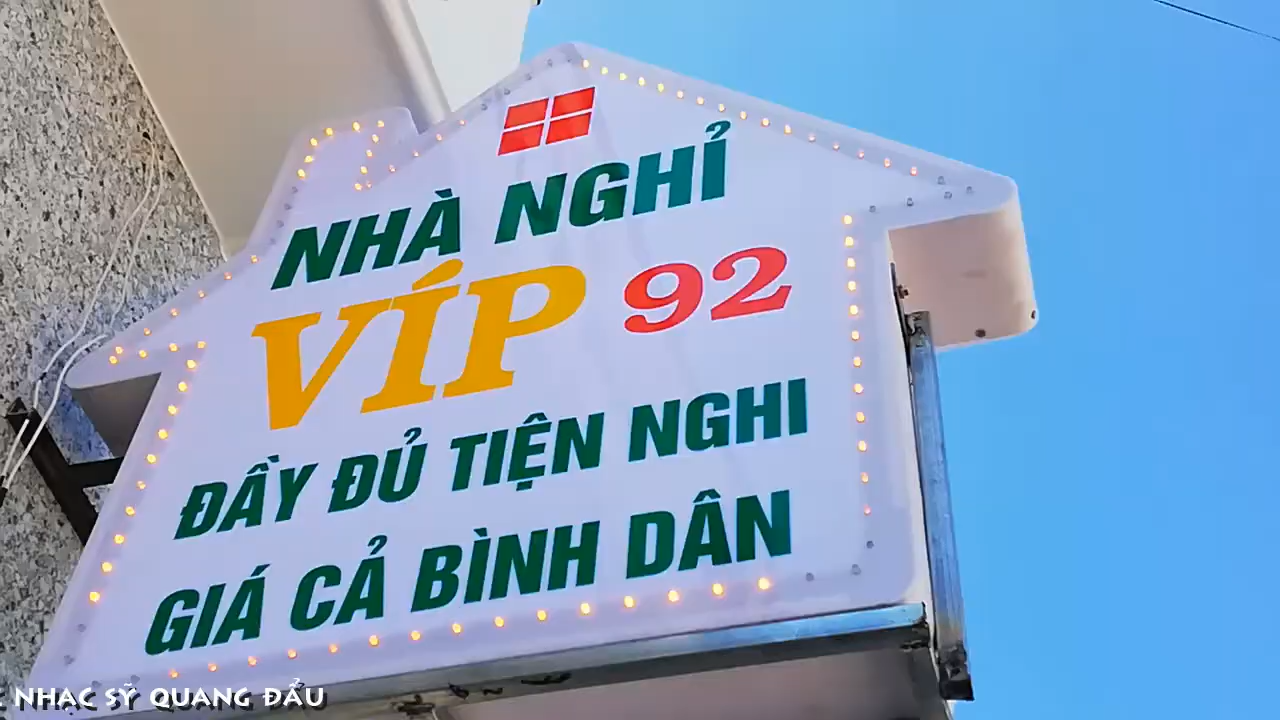 NHÀ NGHỈ
VÍP 92
ĐẦY ĐỦ TIỆN NGHI
GIÁ CẢ BÌNH DÂN
NHẠC SỸ QUANG ĐẨU